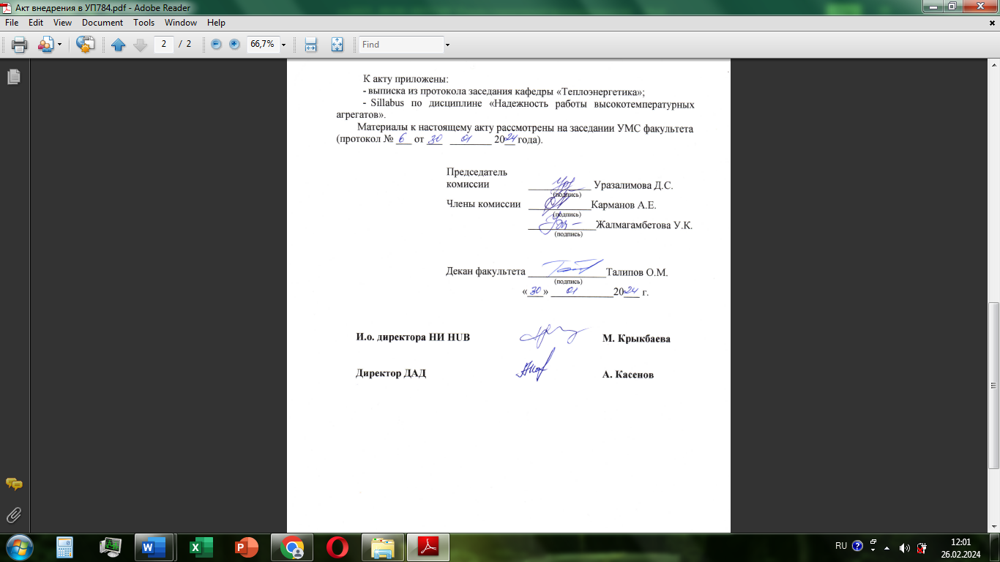 Акт внедрения в УП784.pdf - Adobe Reader
File Edit View Document Tools Window Help
2 / 2 66,7% Find
К акту приложены:
- выписка из протокола заседания кафедры «Теплоэнергетика»;
- Sillabus по дисциплине «Надежность работы высокотемпературных
агрегатов».
Материалы к настоящему акту рассмотрены на заседании УМС факультета
(протокол № 6 от 30 01 2024 года).
Председатель
комиссии Уразалимова Д.С.
(подпись)
Члены комиссии Карманов А.Е.
(подпись)
Жалмагамбетова У.К.
(подпись)
Декан факультета Талипов О.М.
(подпись)
«30» 01 2024 г.
И.о. директора НИ HUB М. Крыкбаева
Директор ДАД А. Касенов
RU 12:01
26.02.2024